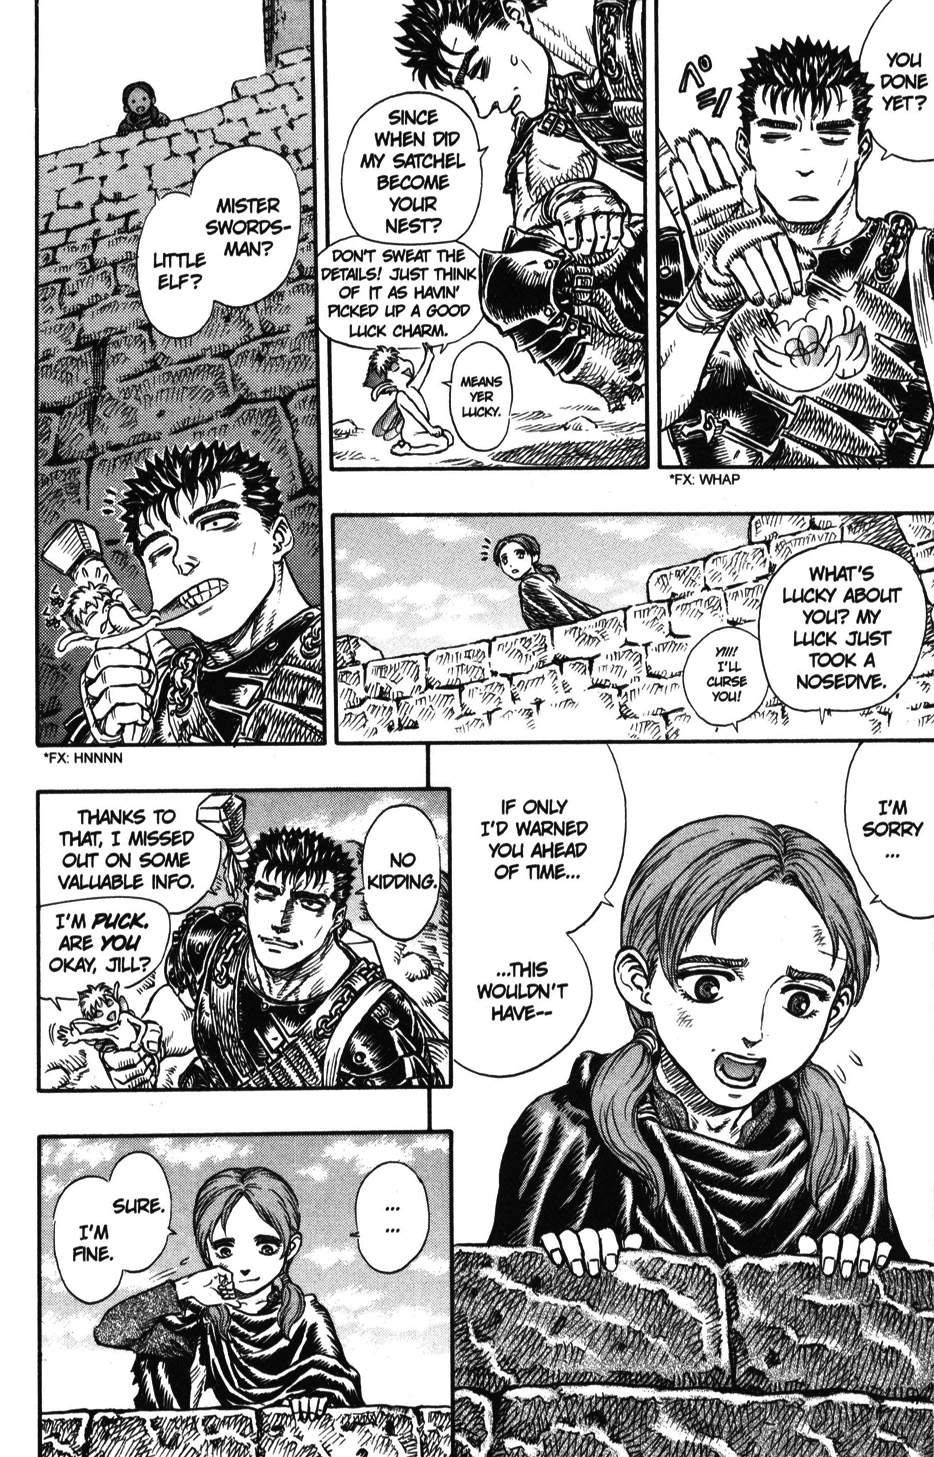 YOU
DONE
YET?
ペシ
*FX: WHAP
SINCE
WHEN DID
MY SATCHEL
BECOME
YOUR
NEST?
DON'T SWEAT THE
DETAILS! JUST THINK
OF IT AS HAVIN'
PICKED UP A GOOD
LUCK CHARM.
MEANS
YER
LUCKY.
MISTER
SWORDS-
MAN?
LITTLE
ELF?
*FX: HNNNN
WHAT'S
LUCKY ABOUT
YOU? MY
LUCK JUST
TOOK A
NOSEDIVE.
YIII!
I'LL
CURSE
YOU!
I'M
SORRY
...
IF ONLY
I'D WARNED
YOU AHEAD
OF TIME...
...THIS
WOULDN'T
HAVE--
NO
KIDDING.
THANKS TO
THAT, I MISSED
OUT ON SOME
VALUABLE INFO.
I'M PUCK.
ARE YOU
OKAY, JILL?
...
...
SURE.
I'M
FINE.